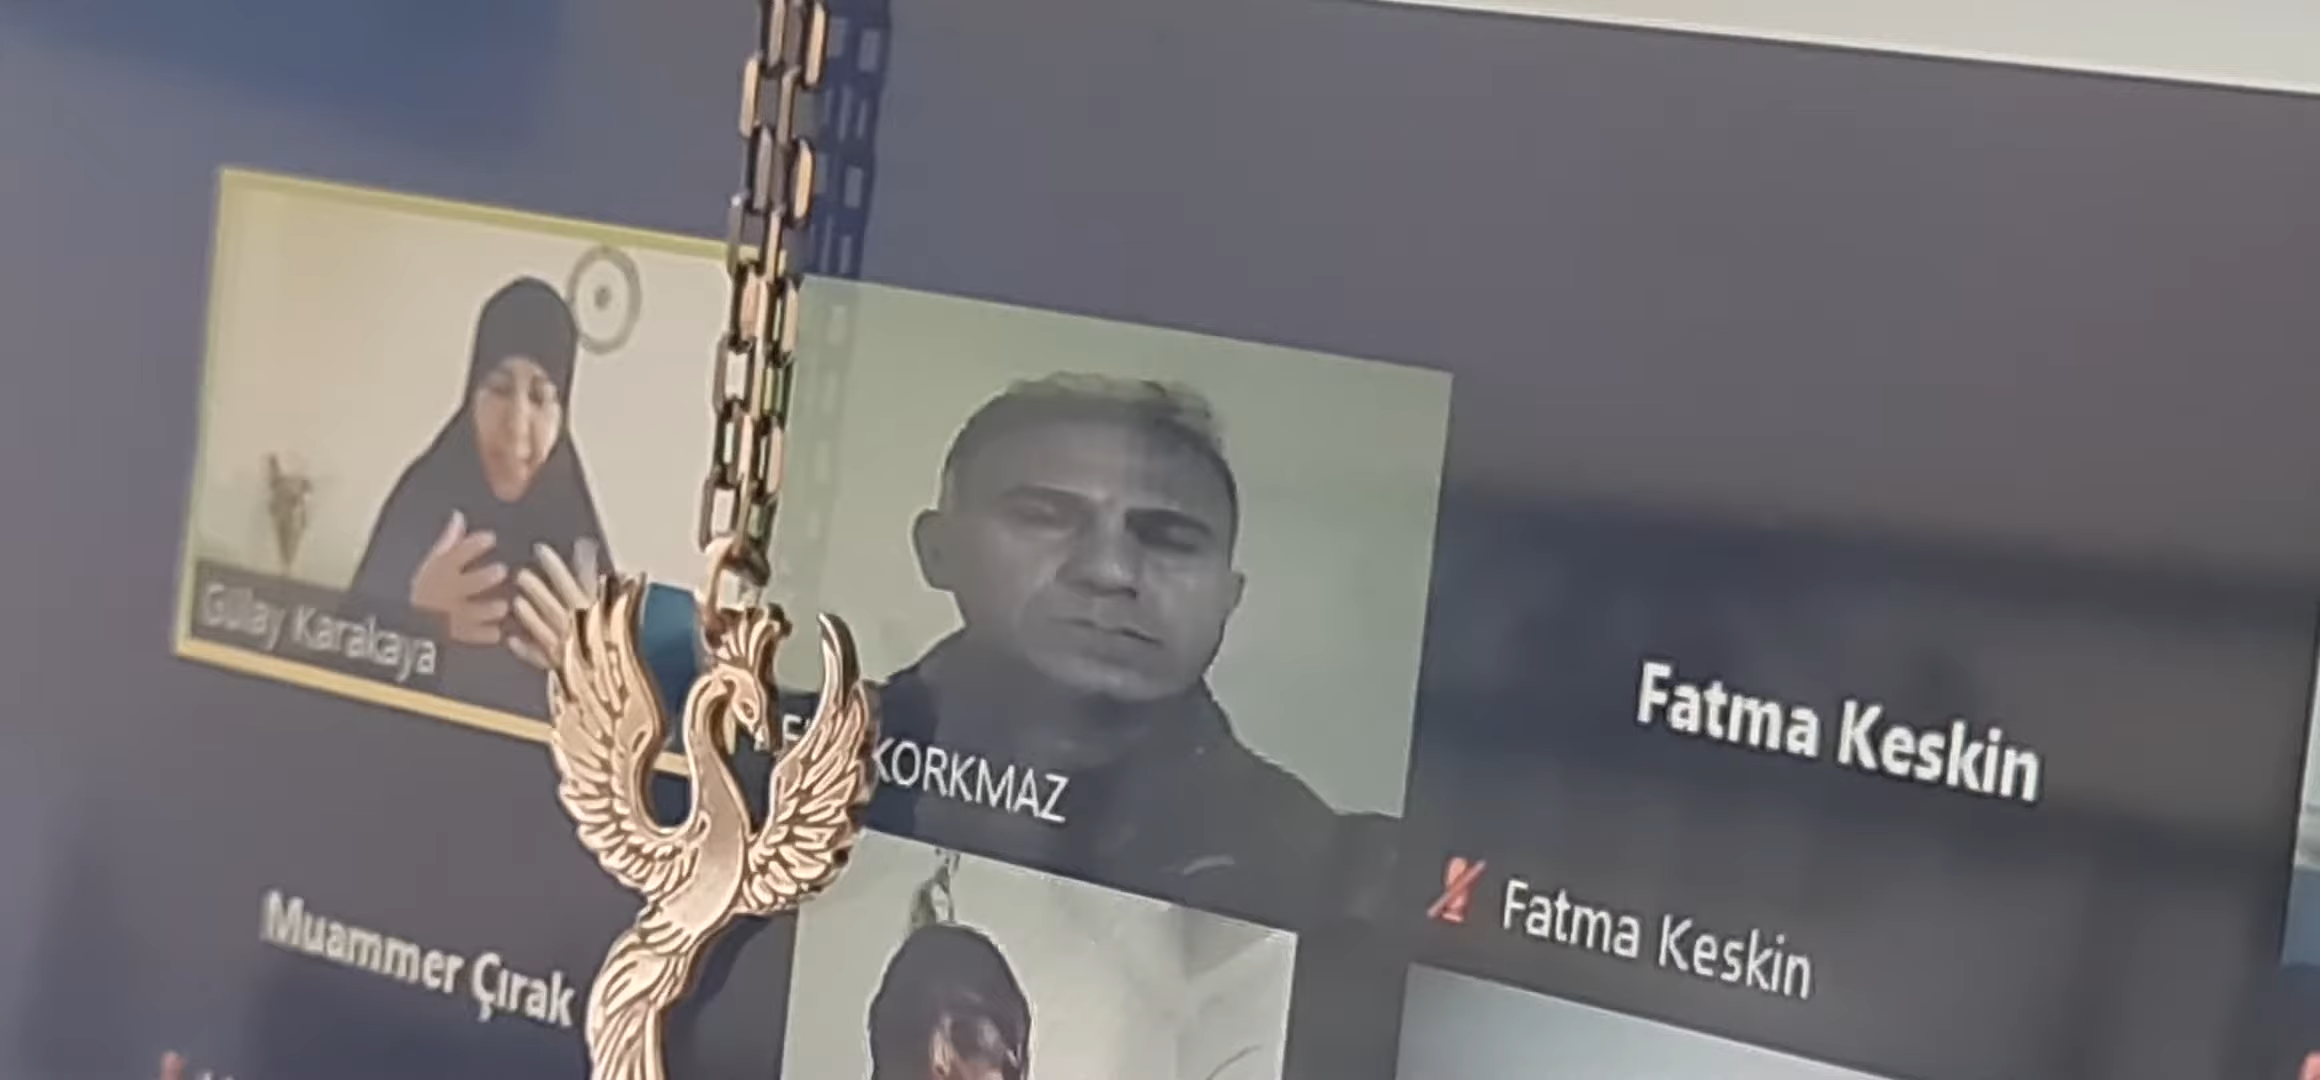 Gülay Karakaya
KORKMAZ
Fatma Keskin
Fatma Keskin
Muammer Çırak